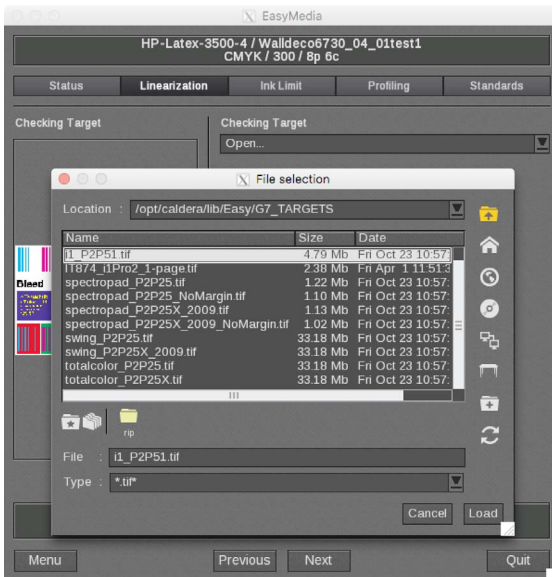 EasyMedia
HP-Latex-3500-4 / Walldeco6730_04_01test1
CMYK / 300 / 8p 6c
Status Linearization Ink Limit Profiling Standards
Checking Target Checking Target
Open...
File selection
Location : /opt/caldera/lib/Easy/G7_TARGETS
Name Size Date
i1_P2P51.tif 4.79 Mb Fri Oct 23 10:57:
IT874_i1Pro2_1-page.tif 2.38 Mb Fri Apr 1 11:51:3
spectropad_P2P25.tif 1.22 Mb Fri Oct 23 10:57:
spectropad_P2P25_NoMargin.tif 1.10 Mb Fri Oct 23 10:57:
spectropad_P2P25X_2009.tif 1.13 Mb Fri Oct 23 10:57:
spectropad_P2P25X_2009_NoMargin.tif 1.02 Mb Fri Oct 23 10:57:
swing_P2P25.tif 33.18 Mb Fri Oct 23 10:57:
swing_P2P25X_2009.tif 33.18 Mb Fri Oct 23 10:57:
totalcolor_P2P25.tif 33.18 Mb Fri Oct 23 10:57:
totalcolor_P2P25X.tif 33.18 Mb Fri Oct 23 10:57:
Bleed
rip
File : i1_P2P51.tif
Type : *.tif*
Cancel Load
Menu Previous Next Quit